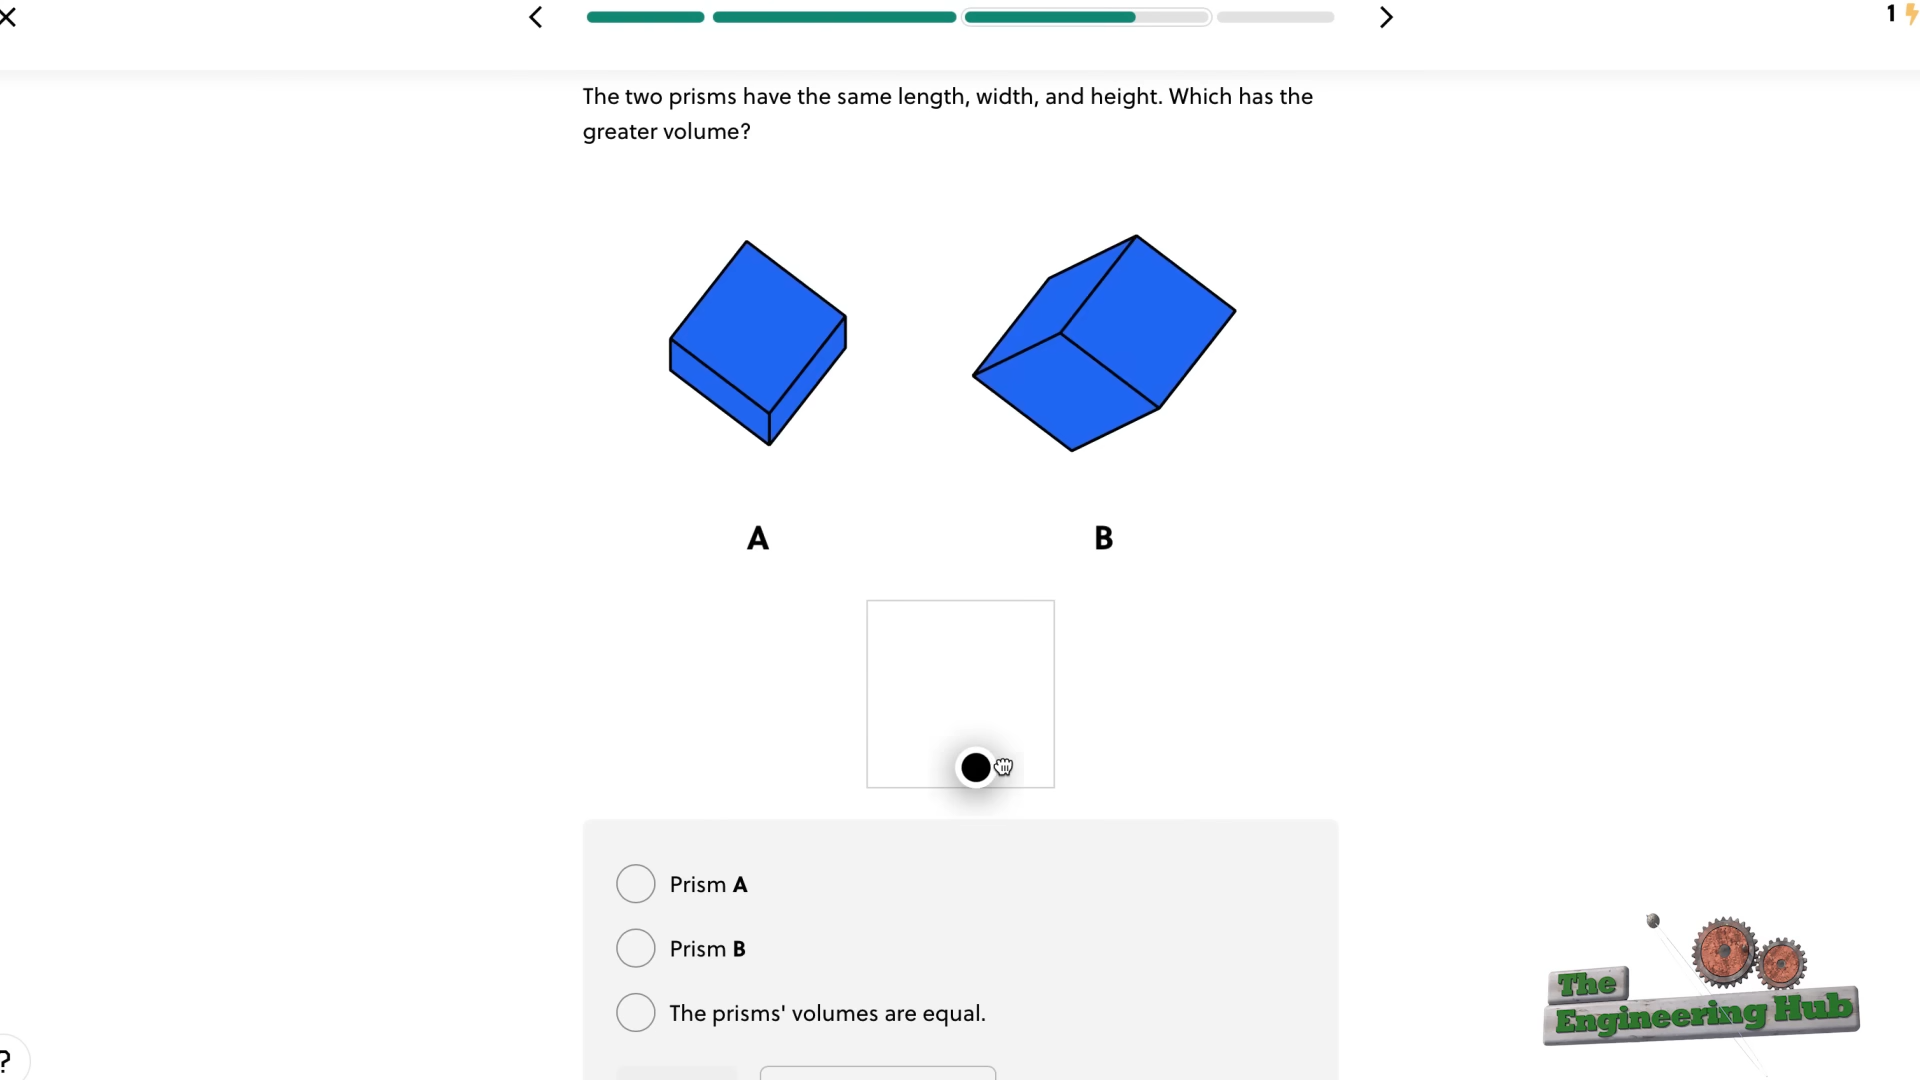 1
The two prisms have the same length, width, and height. Which has the
greater volume?
A
B
Prism A
Prism B
The prisms' volumes are equal.
The
Engineering Hub
?